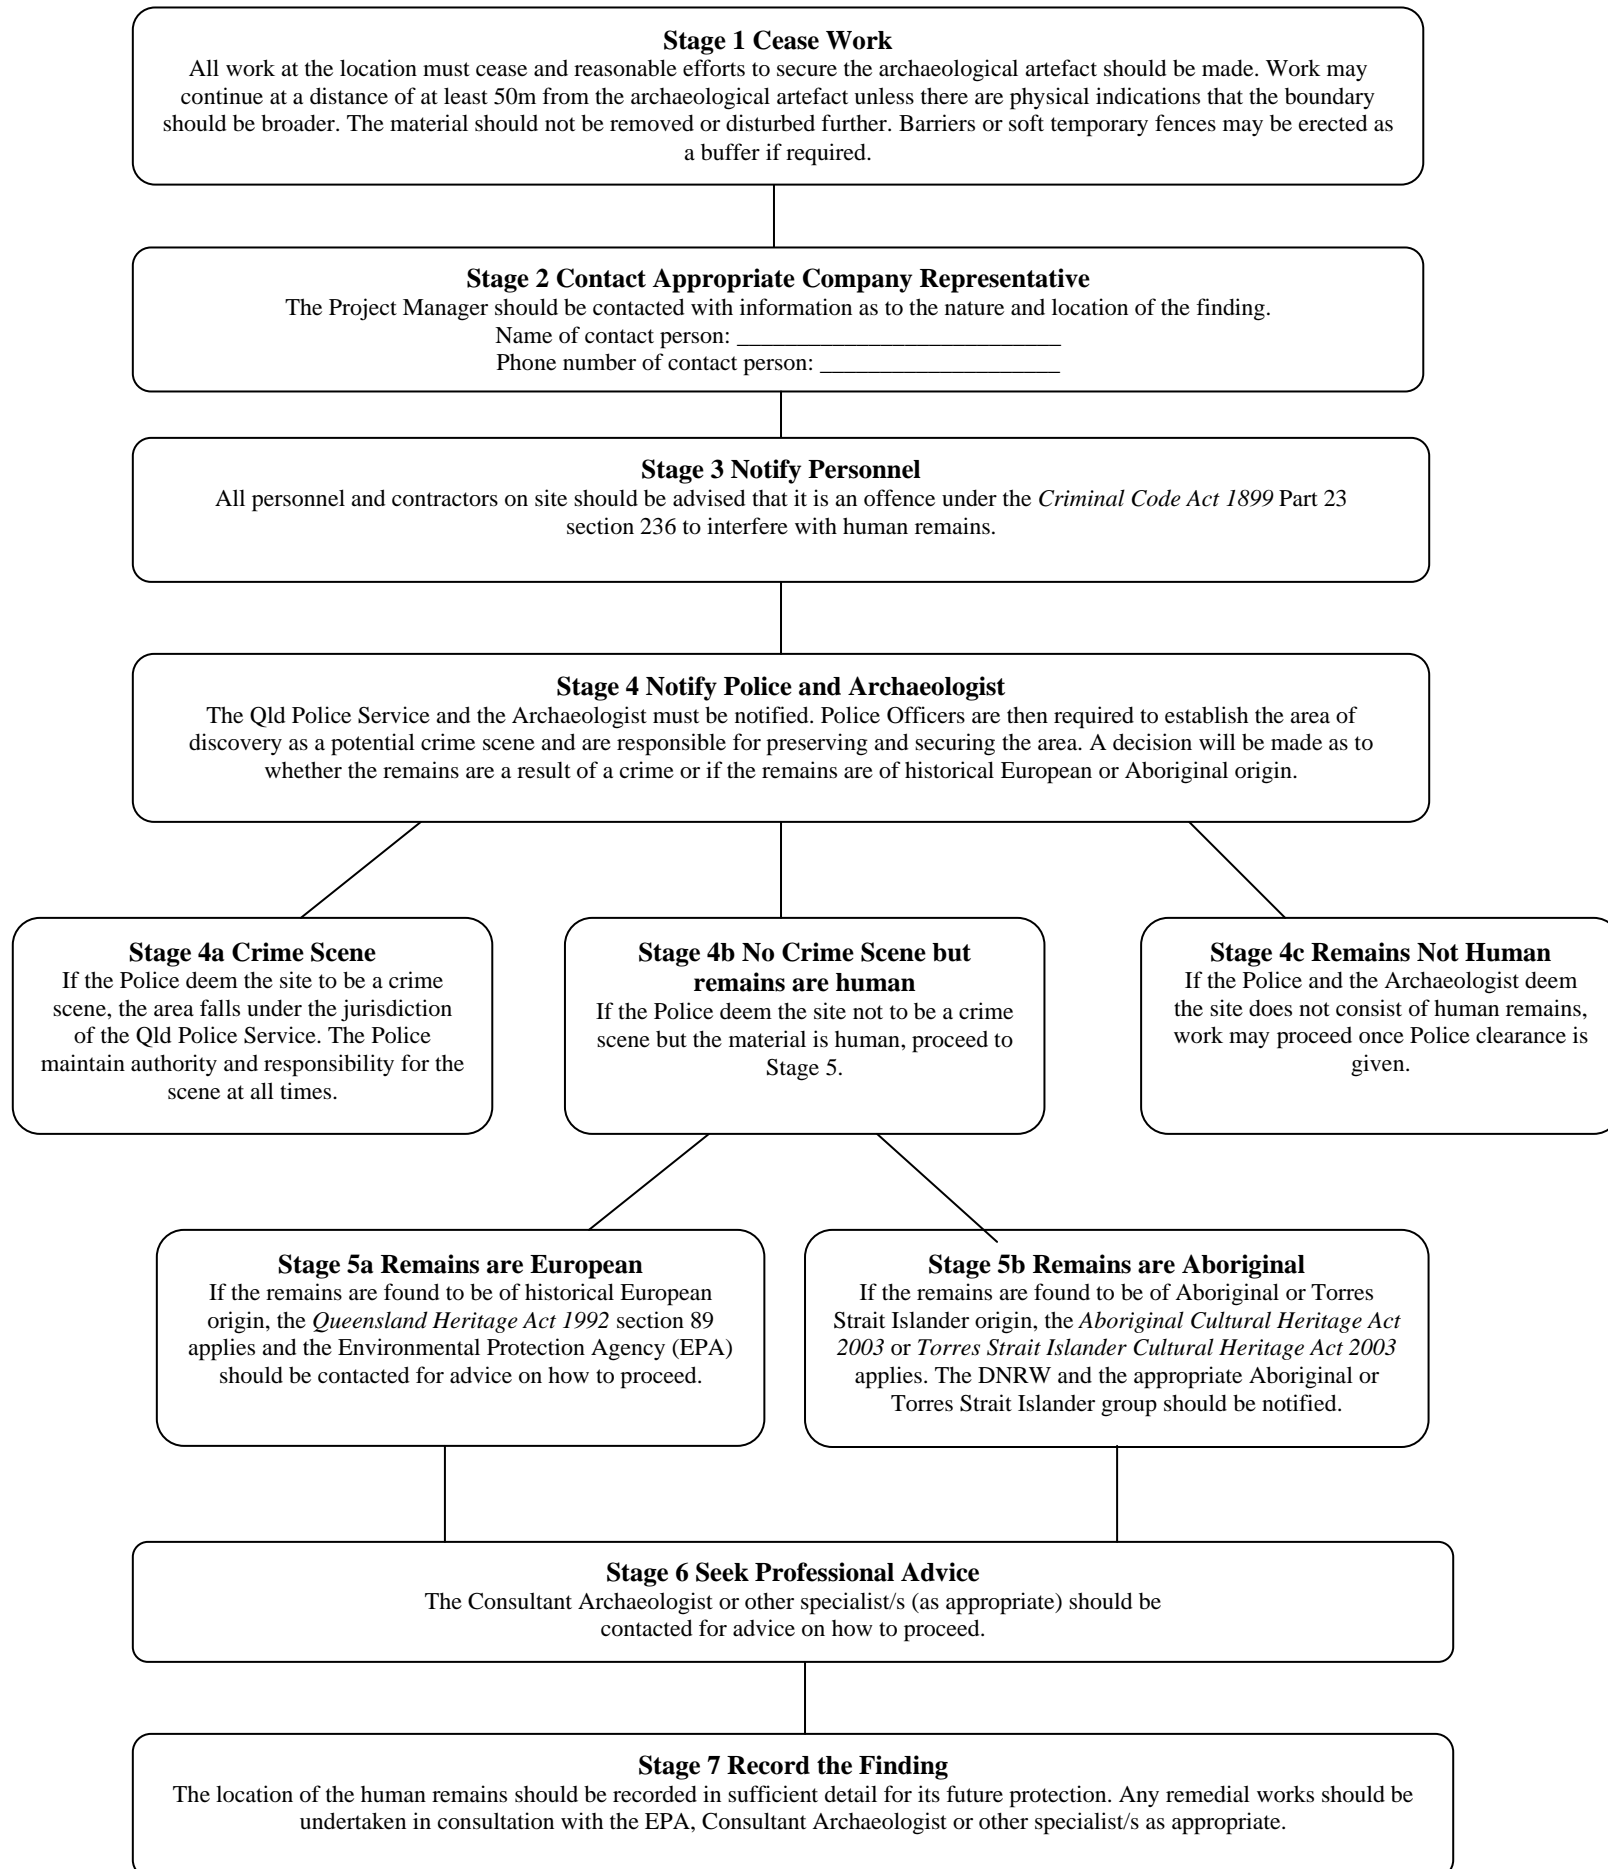 Stage 1 Cease Work
All work at the location must cease and reasonable efforts to secure the archaeological artefact should be made. Work may
continue at a distance of at least 50m from the archaeological artefact unless there are physical indications that the boundary
should be broader. The material should not be removed or disturbed further. Barriers or soft temporary fences may be erected as
a buffer if required.
Stage 2 Contact Appropriate Company Representative
The Project Manager should be contacted with information as to the nature and location of the finding.
Name of contact person: ___________________________
Phone number of contact person: ____________________
Stage 3 Notify Personnel
All personnel and contractors on site should be advised that it is an offence under the Criminal Code Act 1899 Part 23
section 236 to interfere with human remains.
Stage 4 Notify Police and Archaeologist
The Qld Police Service and the Archaeologist must be notified. Police Officers are then required to establish the area of
discovery as a potential crime scene and are responsible for preserving and securing the area. A decision will be made as to
whether the remains are a result of a crime or if the remains are of historical European or Aboriginal origin.
Stage 4a Crime Scene
If the Police deem the site to be a crime
scene, the area falls under the jurisdiction
of the Qld Police Service. The Police
maintain authority and responsibility for the
scene at all times.
Stage 4b No Crime Scene but
remains are human
If the Police deem the site not to be a crime
scene but the material is human, proceed to
Stage 5.
Stage 4c Remains Not Human
If the Police and the Archaeologist deem
the site does not consist of human remains,
work may proceed once Police clearance is
given.
Stage 5a Remains are European
If the remains are found to be of historical European
origin, the Queensland Heritage Act 1992 section 89
applies and the Environmental Protection Agency (EPA)
should be contacted for advice on how to proceed.
Stage 5b Remains are Aboriginal
If the remains are found to be of Aboriginal or Torres
Strait Islander origin, the Aboriginal Cultural Heritage Act
2003 or Torres Strait Islander Cultural Heritage Act 2003
applies. The DNRW and the appropriate Aboriginal or
Torres Strait Islander group should be notified.
Stage 6 Seek Professional Advice
The Consultant Archaeologist or other specialist/s (as appropriate) should be
contacted for advice on how to proceed.
Stage 7 Record the Finding
The location of the human remains should be recorded in sufficient detail for its future protection. Any remedial works should be
undertaken in consultation with the EPA, Consultant Archaeologist or other specialist/s as appropriate.